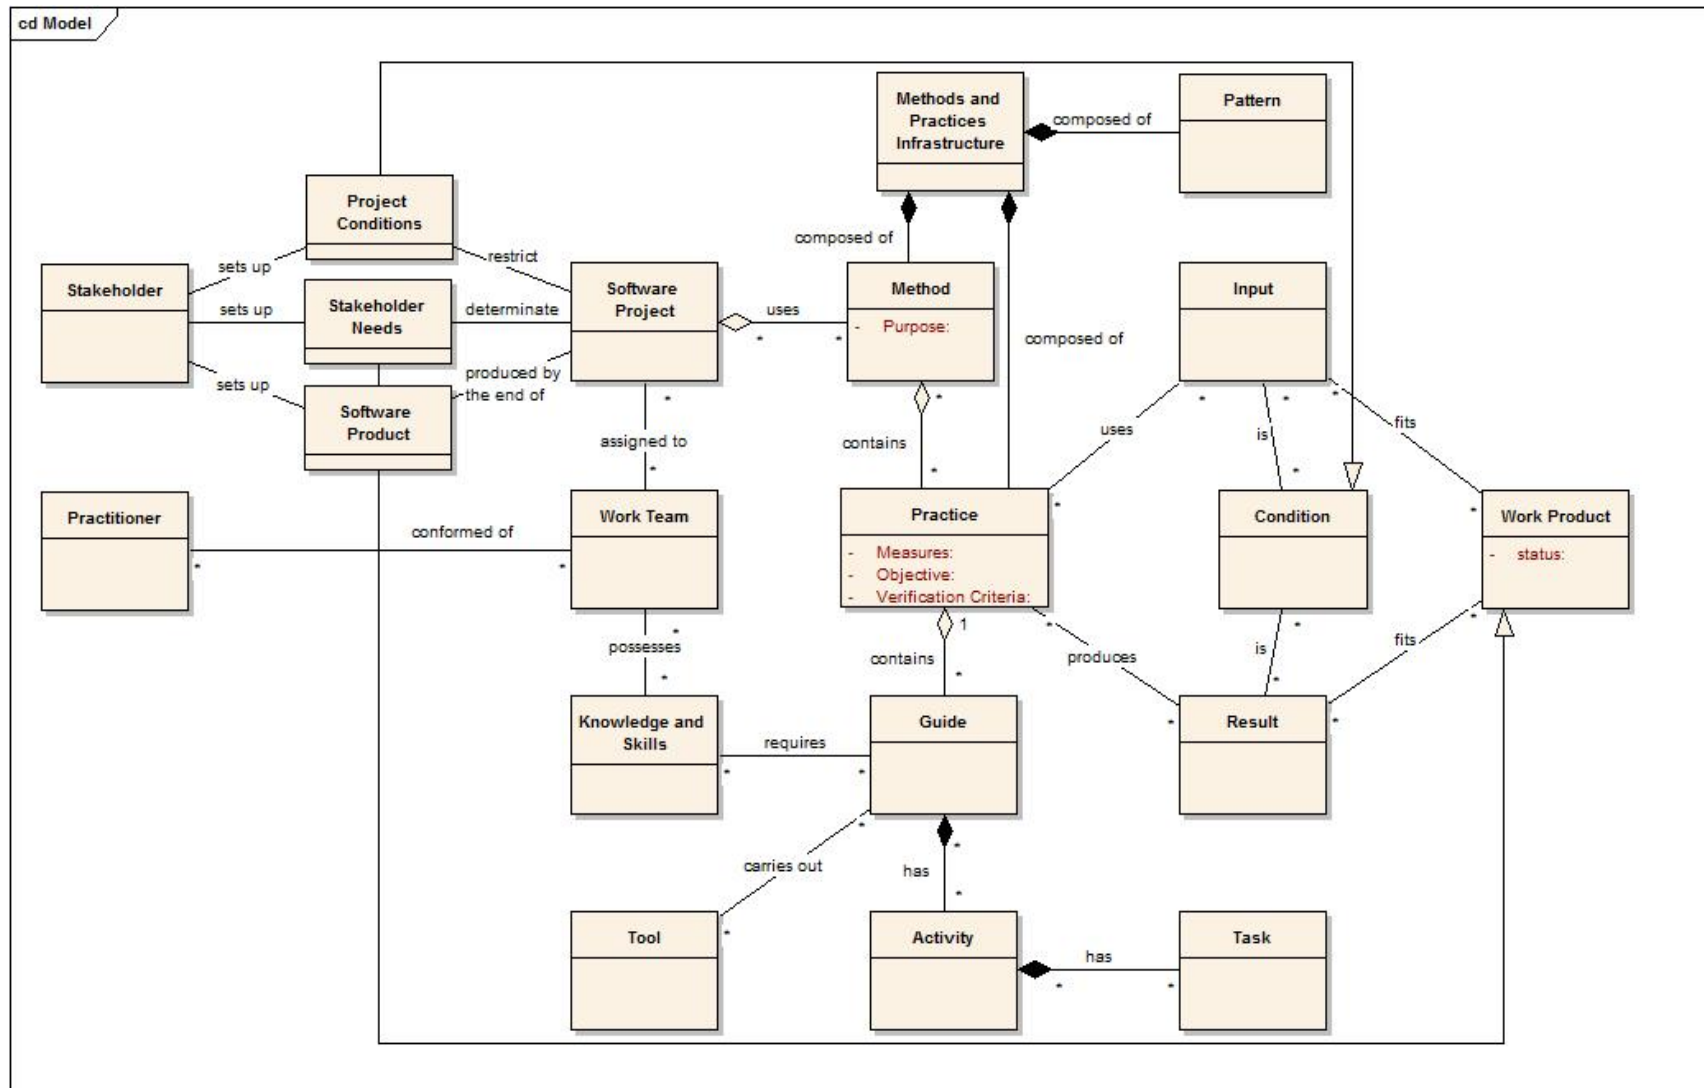 cd Model
Methods and
Practices
Infrastructure
composed of
Pattern
Project
Conditions
composed of
sets up
restrict
Stakeholder
Stakeholder
Needs
sets up
determinate
Software
Project
uses
*
*
Method
- Purpose:
composed of
Input
sets up
produced by
the end of
Software
Product
*
assigned to
*
*
contains
*
*
uses
*
*
is
*
*
fits
*
Practitioner
*
conformed of
*
Work Team
Practice
- Measures:
- Objective:
- Verification Criteria:
Condition
Work Product
- status:
*
possesses
*
1
contains
*
*
produces
*
*
is
*
*
fits
*
Knowledge and
Skills
*
requires
*
Guide
Result
*
carries out
*
*
has
*
Tool
Activity
*
has
*
Task